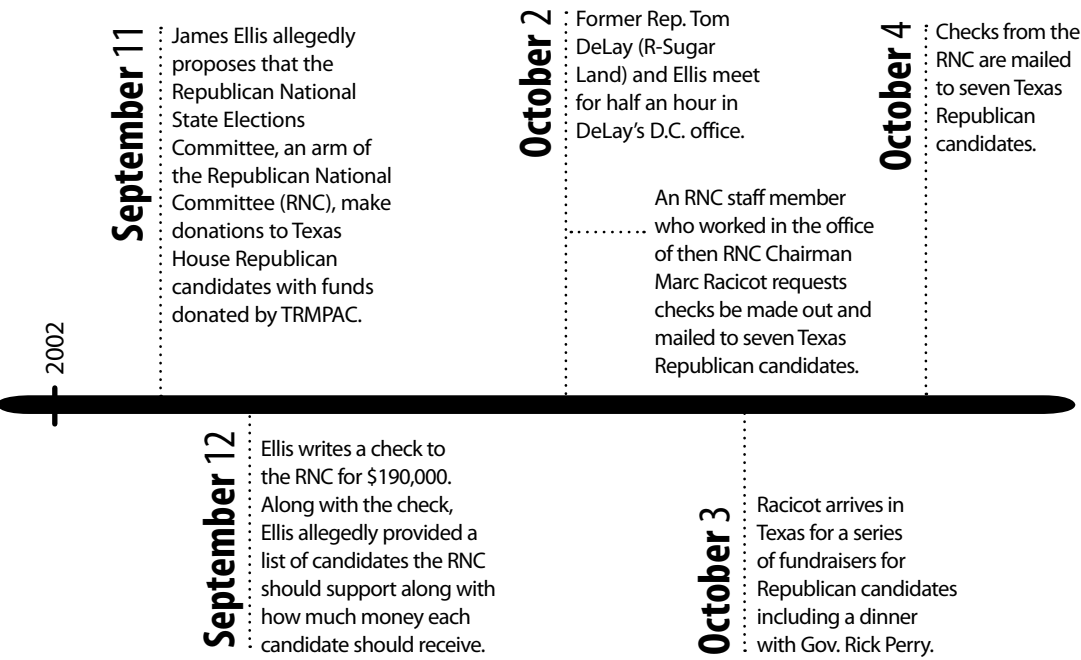 2002
September 11
James Ellis allegedly
proposes that the
Republican National
State Elections
Committee, an arm of
the Republican National
Committee (RNC), make
donations to Texas
House Republican
candidates with funds
donated by TRMPAC.
September 12
Ellis writes a check to
the RNC for $190,000.
Along with the check,
Ellis allegedly provided a
list of candidates the RNC
should support along with
how much money each
candidate should receive.
October 2
Former Rep. Tom
DeLay (R-Sugar
Land) and Ellis meet
for half an hour in
DeLay's D.C. office.
An RNC staff member
who worked in the office
of then RNC Chairman
Marc Racicot requests
checks be made out and
mailed to seven Texas
Republican candidates.
October 3
Racicot arrives in
Texas for a series
of fundraisers for
Republican candidates
including a dinner
with Gov. Rick Perry.
October 4
Checks from the
RNC are mailed
to seven Texas
Republican
candidates.